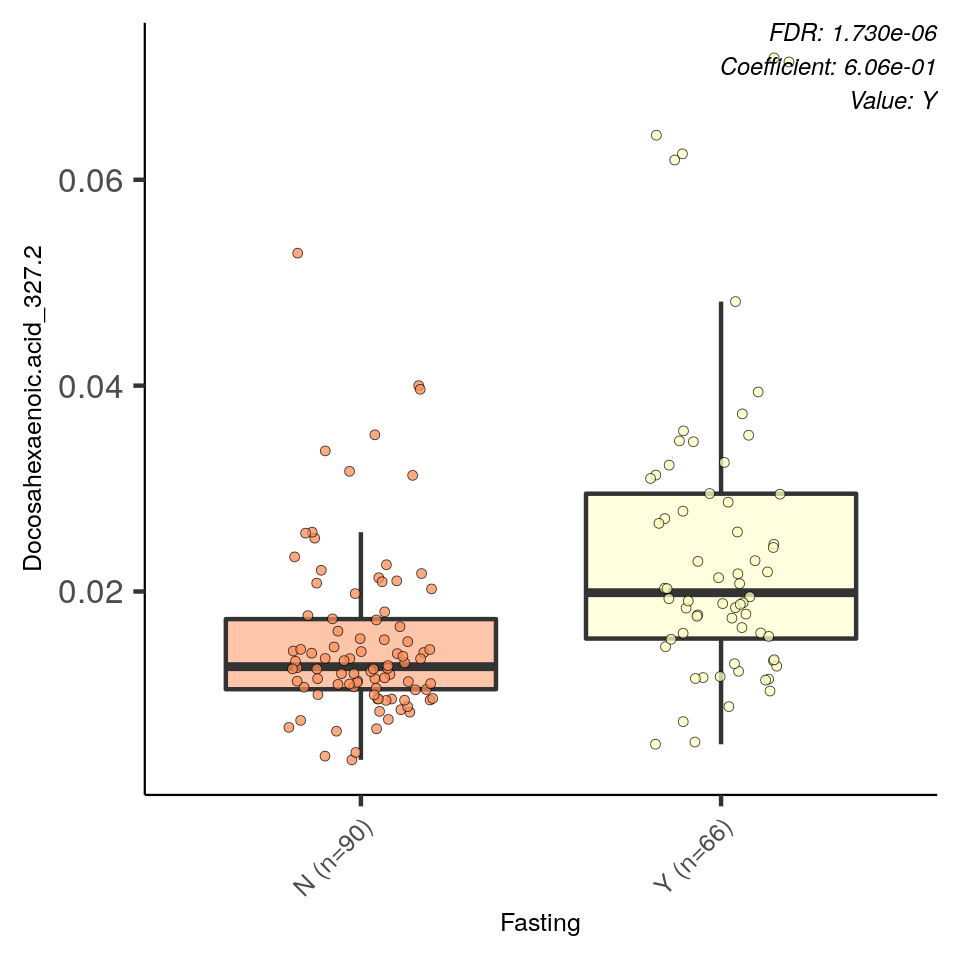 FDR: 1.730e-06
Coefficient: 6.06e-01
Value: Y
0.06
0.04
0.02
Docosahexaenoic.acid_327.2
N (n=90)
Y (n=66)
Fasting